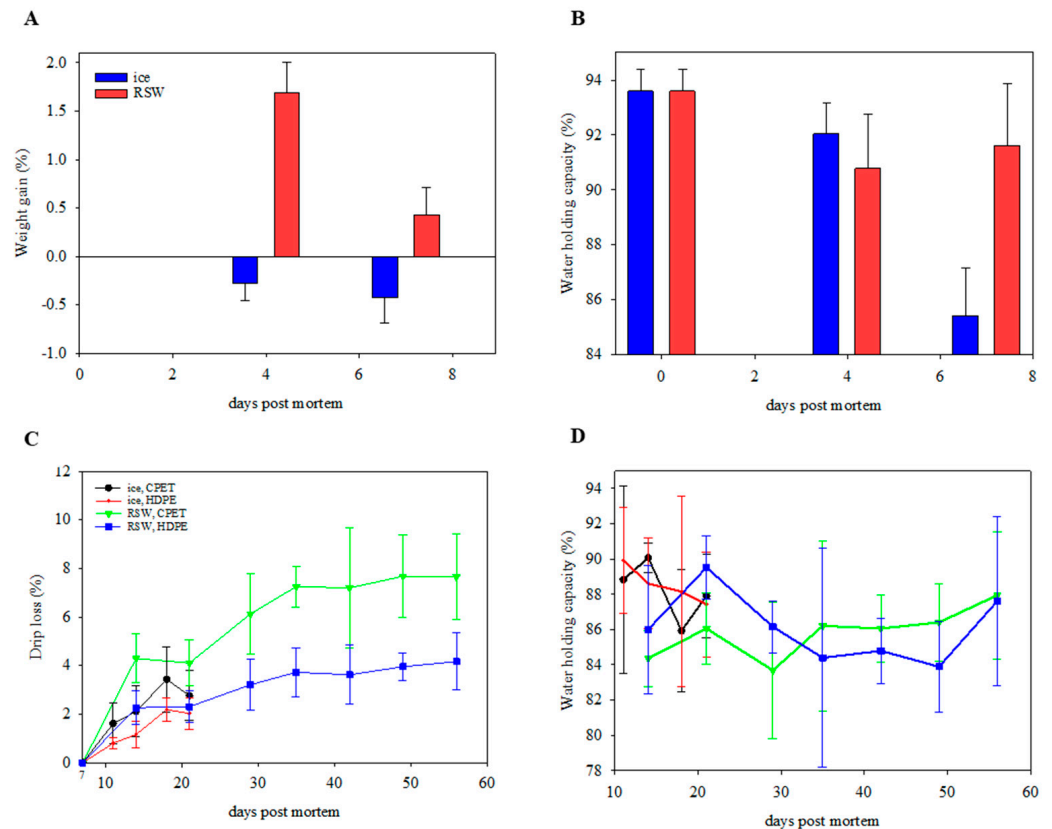 A
Weight gain (%)
2.0
1.5
1.0
0.5
0.0
-0.5
-1.0
ice
RSW
0 2 4 6 8
days post mortem
B
Water holding capacity (%)
94
92
90
88
86
84
0 2 4 6 8
days post mortem
C
Drip loss (%)
12
10
8
6
4
2
0
ice, CPET
ice, HDPE
RSW, CPET
RSW, HDPE
7 10 20 30 40 50 60
days post mortem
D
Water holding capacity (%)
94
92
90
88
86
84
82
80
78
10 20 30 40 50 60
days post mortem